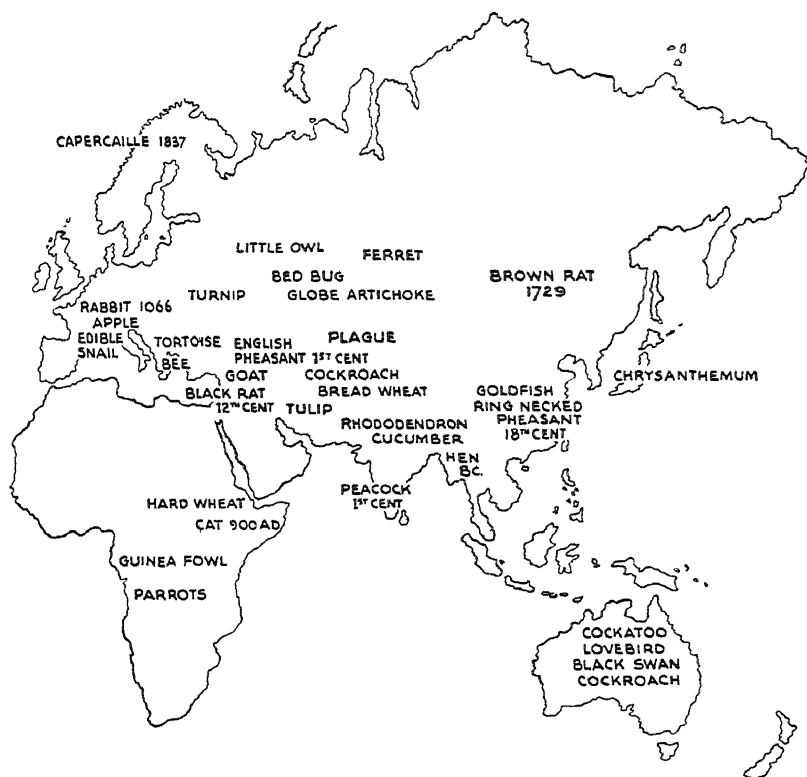 CAPERCAILLE 1837
LITTLE OWL
FERRET
BED BUG
BROWN RAT
1729
TURNIP
GLOBE ARTICHOKE
RABBIT 1066
APPLE
EDIBLE
SNAIL
TORTOISE
BEE
ENGLISH
PHEASANT 1ST CENT
PLAGUE
GOAT
COCKROACH
CHRYSANTHEMUM
BLACK RAT
12TH CENT
BREAD WHEAT
TULIP
GOLDFISH
RING NECKED
PHEASANT
18TH CENT
RHODODENDRON
CUCUMBER
HEN
BC.
PEACOCK
1ST CENT
HARD WHEAT
CAT 900 AD
GUINEA FOWL
PARROTS
COCKATOO
LOVEBIRD
BLACK SWAN
COCKROACH